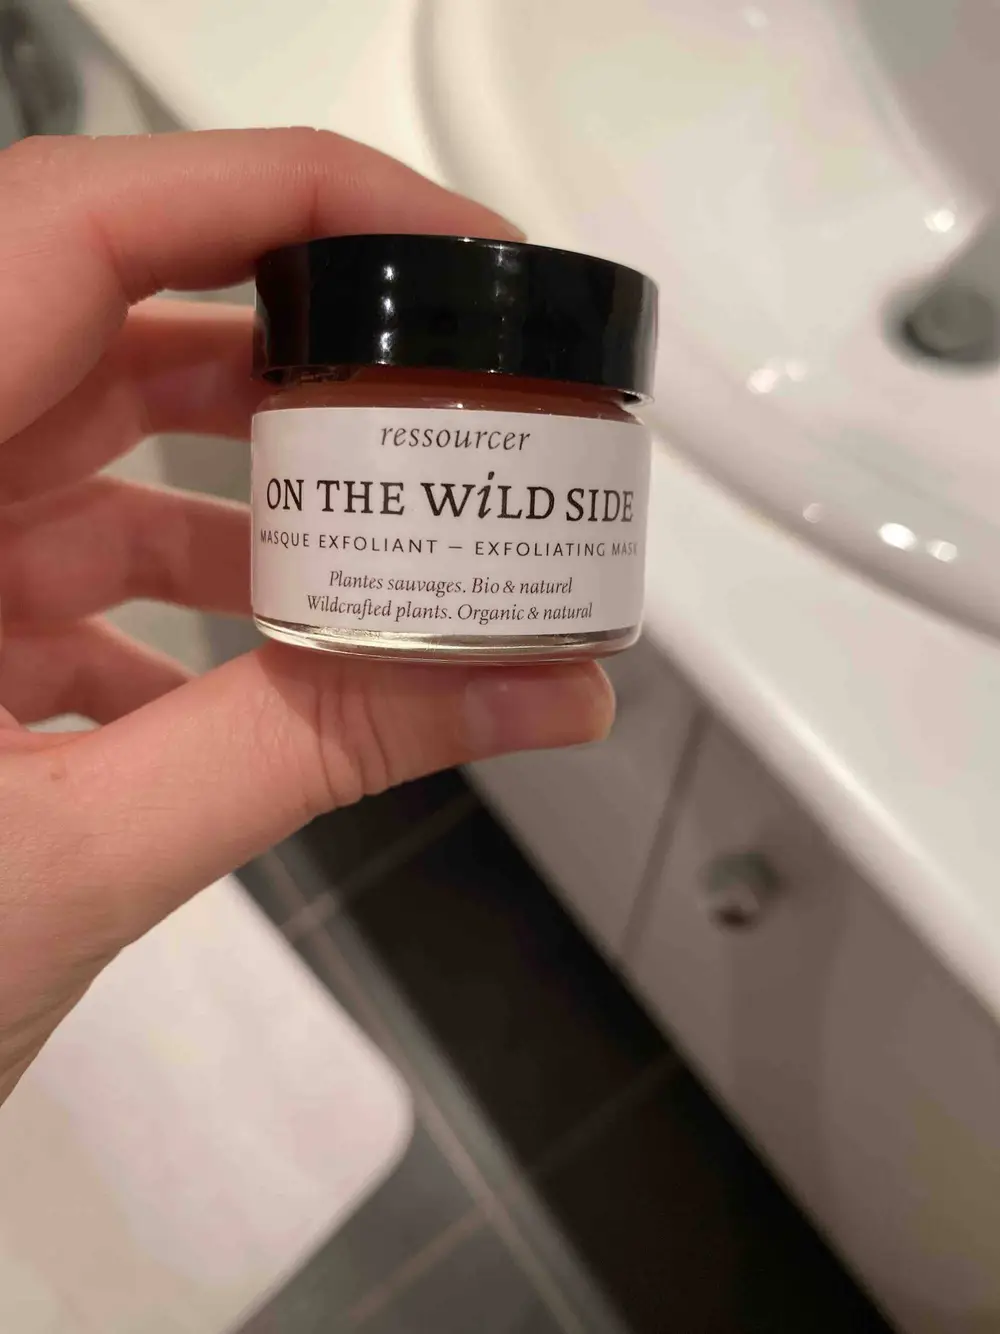 ressourcer
ON THE WiLD SIDE
MASQUE EXFOLIANT – EXFOLIATING MASK
Plantes sauvages. Bio & naturel
Wildcrafted plants. Organic & natural